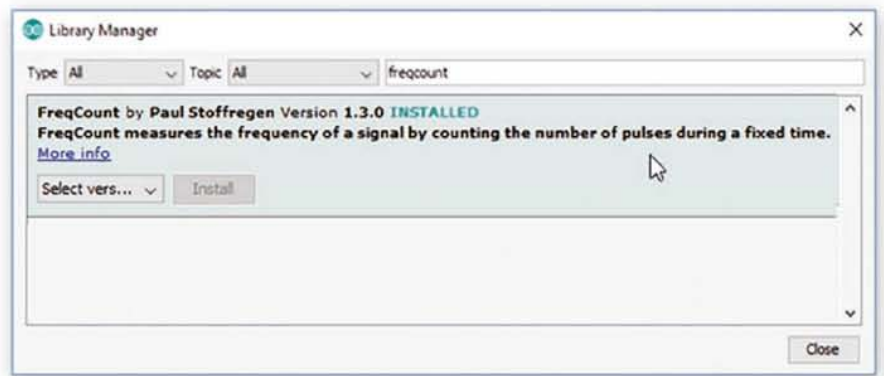 Library Manager
Type All Topic All freqcount
FreqCount by Paul Stoffregen Version 1.3.0 INSTALLED
FreqCount measures the frequency of a signal by counting the number of pulses during a fixed time.
More info
Select vers... Install
Close